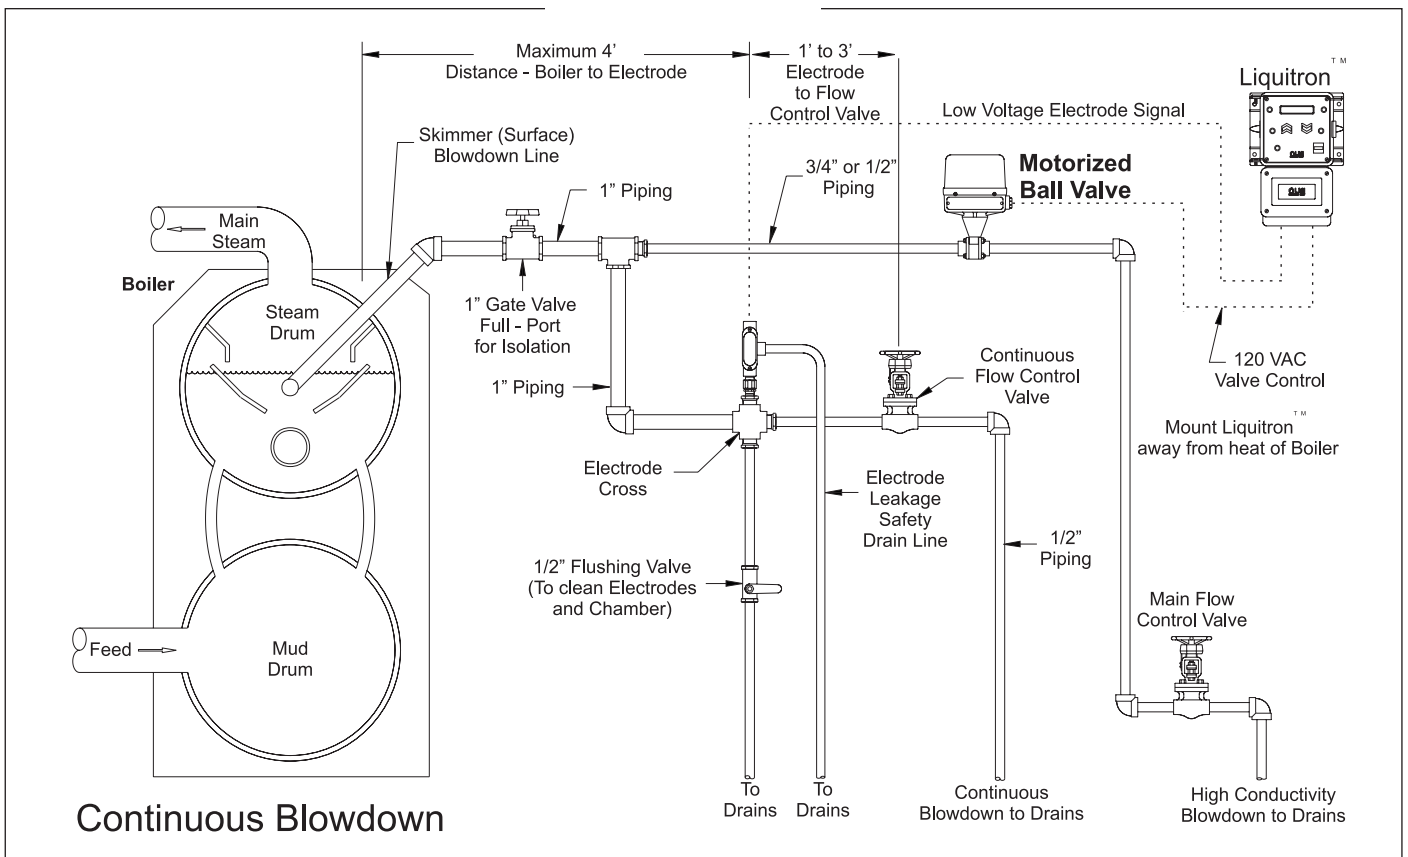 Maximum 4’
Distance - Boiler to Electrode
1’ to 3’
Electrode
to Flow
Control Valve
Liquitron TM
Low Voltage Electrode Signal
Skimmer (Surface)
Blowdown Line
1” Piping
3/4” or 1/2”
Piping
Motorized
Ball Valve
Main
Steam
Boiler
Steam
Drum
1” Gate Valve
Full - Port
for Isolation
1” Piping
Continuous
Flow Control
Valve
120 VAC
Valve Control
Mount Liquitron TM
away from heat of Boiler
Electrode
Cross
Electrode
Leakage
Safety
Drain Line
1/2”
Piping
1/2” Flushing Valve
(To clean Electrodes
and Chamber)
Main Flow
Control Valve
Feed
Mud
Drum
To
Drains
To
Drains
Continuous
Blowdown to Drains
High Conductivity
Blowdown to Drains
Continuous Blowdown